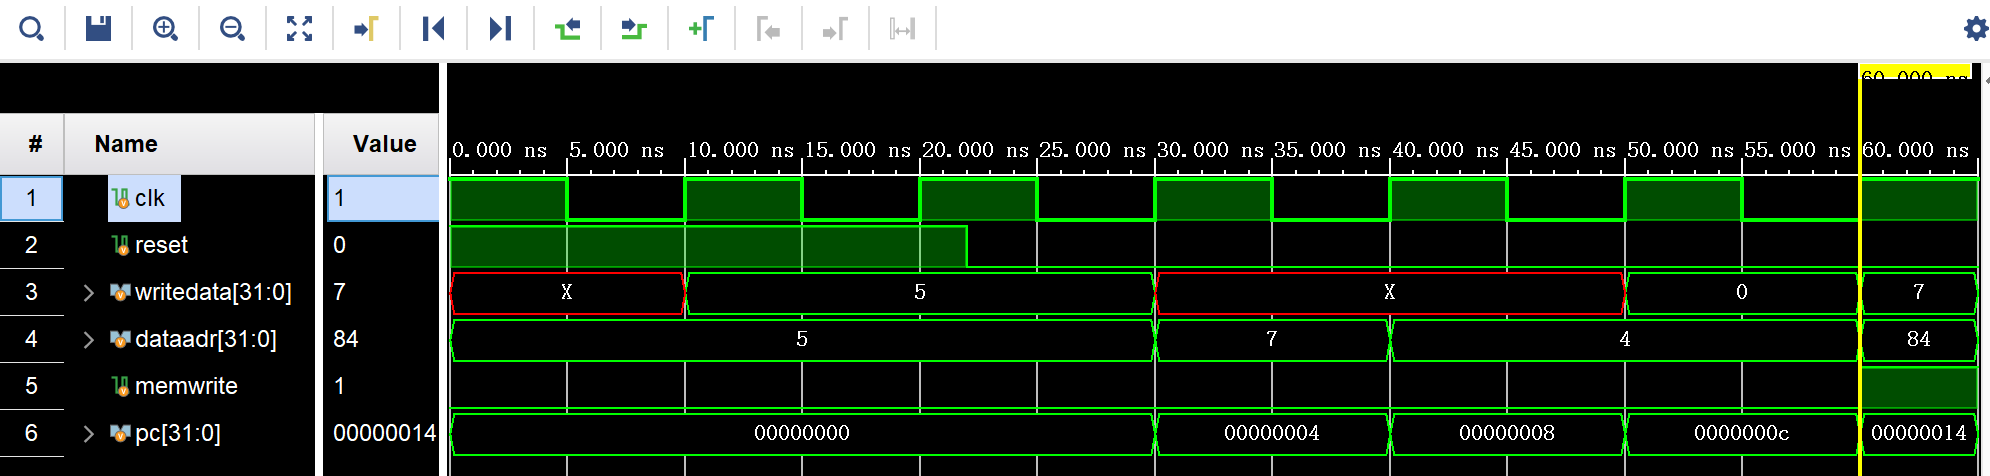 60.000 ns
# Name Value
0.000 ns 5.000 ns 10.000 ns 15.000 ns 20.000 ns 25.000 ns 30.000 ns 35.000 ns 40.000 ns 45.000 ns 50.000 ns 55.000 ns 60.000 ns
1 clk 1
2 reset 0
3 writedata[31:0] 7 X 5 X 0 7
4 dataadr[31:0] 84 5 7 4 84
5 memwrite 1
6 pc[31:0] 00000014 00000000 00000004 00000008 0000000c 00000014